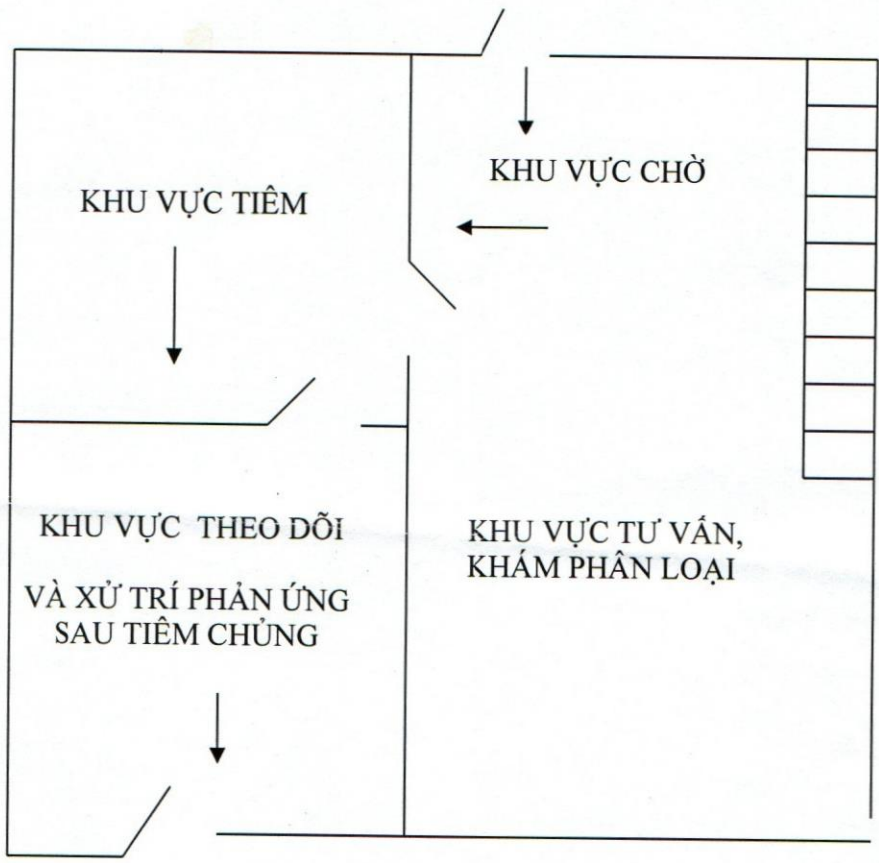 KHU VỰC CHỜ
KHU VỰC TIÊM
KHU VỰC TƯ VẤN,
KHÁM PHÂN LOẠI
KHU VỰC THEO DÕI
VÀ XỬ TRÍ PHẢN ỨNG
SAU TIÊM CHỦNG